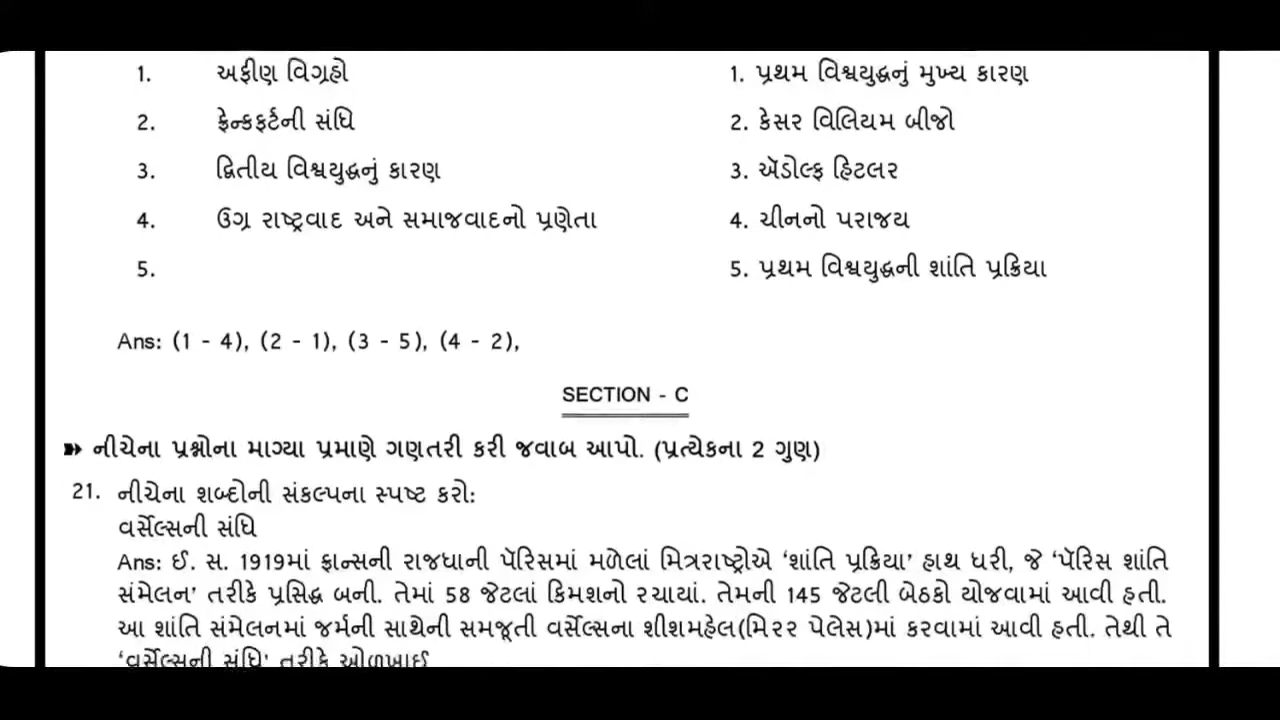 1. અફીણ વિગ્રહો 1. પ્રથમ વિશ્વયુદ્ધનું મુખ્ય કારણ
2. ફ્રેન્કફર્ટની સંધિ 2. કેસર વિલિયમ બીજો
3. દ્વિતીય વિશ્વયુદ્ધનું કારણ 3. ઍડોલ્ફ હિટલર
4. ઉગ્ર રાષ્ટ્રવાદ અને સમાજવાદનો પ્રણેતા 4. ચીનનો પરાજય
5. 5. પ્રથમ વિશ્વયુદ્ધની શાંતિ પ્રક્રિયા
Ans: (1 - 4), (2 - 1), (3 - 5), (4 - 2),
SECTION - C
નીચેના પ્રશ્નોના માગ્યા પ્રમાણે ગણતરી કરી જવાબ આપો. (પ્રત્યેકના 2 ગુણ)
21. નીચેના શબ્દોની સંકલ્પના સ્પષ્ટ કરો:
વર્સેલ્સની સંધિ
Ans: ઈ. સ. 1919માં ફ્રાન્સની રાજધાની પૅરિસમાં મળેલાં મિત્રરાષ્ટ્રોએ ‘શાંતિ પ્રક્રિયા’ હાથ ધરી, જે ‘પૅરિસ શાંતિ
સંમેલન’ તરીકે પ્રસિદ્ધ બની. તેમાં 58 જેટલાં કિમશનો રચાયાં. તેમની 145 જેટલી બેઠકો યોજવામાં આવી હતી.
આ શાંતિ સંમેલનમાં જર્મની સાથેની સમજૂતી વર્સેલ્સના શીશમહેલ(મિરર પેલેસ)માં કરવામાં આવી હતી. તેથી તે
‘વર્સેલ્સની સંધિ’ તરીકે ઓળખાઈ